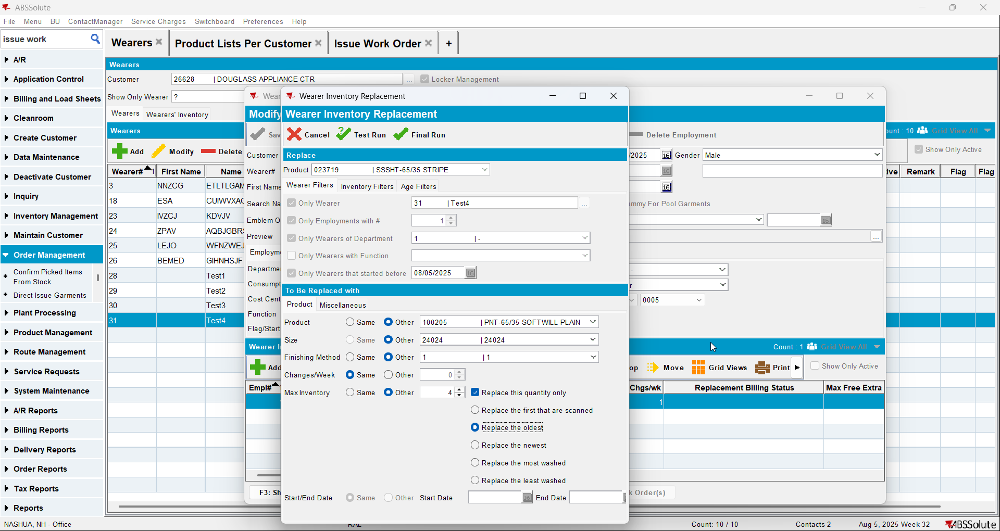 ABSSolute
File Menu BU ContactManager Service Charges Switchboard Preferences Help
issue work
Wearers
Product Lists Per Customer
Issue Work Order
+
A/R
Application Control
Billing and Load Sheets
Cleanroom
Create Customer
Data Maintenance
Deactivate Customer
Inquiry
Inventory Management
Maintain Customer
Order Management
Confirm Picked Items
From Stock
Direct Issue Garments
Plant Processing
Product Management
Route Management
Service Requests
System Maintenance
A/R Reports
Billing Reports
Delivery Reports
Order Reports
Tax Reports
Reports
Wearers
Customer 26628 | DOUGLASS APPLIANCE CTR ... Locker Management
Show Only Wearer ?
Wearers Wearers' Inventory
Wearers
Add Modify Delete
Wearer# 1 First Name Name
3 NNZCG ETLTLGAM
18 ESA CUIWVXAC
23 IVZCJ KDVJV
24 ZPAV AQBJGBR
25 LEJO WFNZWEJ
26 BEMED GIHNHSJF
28 Test1
29 Test2
30 Test3
31 Test4
ount : 10 Grid View All
Show Only Active
ive Remark Flag Flag
Wear
Modify
Sav
Customer
Wearer#
First Name
Search Na
Emblem O
Preview
Employm
Departme
Consumpt
Cost Cent
Function
Flag/Start
Wearer I
Add
Empl#
F3: Sh
Wearer Inventory Replacement
Wearer Inventory Replacement
Cancel Test Run Final Run
Replace
Product 023719 | SSSHT-65/35 STRIPE
Wearer Filters Inventory Filters Age Filters
Only Wearer 31 | Test4 ...
Only Employments with # 1
Only Wearers of Department 1 | -
Only Wearers with Function
Only Wearers that started before 08/05/2025 16
To Be Replaced with
Product Miscellaneous
Product Same Other 100205 | PNT-65/35 SOFTWILL PLAIN
Size Same Other 24024 | 24024
Finishing Method Same Other 1 | 1
Changes/Week Same Other 0
Max Inventory Same Other 4 Replace this quantity only
Replace the first that are scanned
Replace the oldest
Replace the newest
Replace the most washed
Replace the least washed
Start/End Date Same Other Start Date 16 End Date
Delete Employment
/2025 16 Gender Male
16
16
mmy For Pool Garments
16
...
-
r
0005
Count : 1 Grid View All
op Move Grid Views Print Show Only Active
Chgs/wk Replacement Billing Status Max Free Extra
1
k Order(s)
NASHUA, NH - Office RAL Count: 10 / 10 Contacts 2 Aug 5, 2025 Week 32 ABSSolute